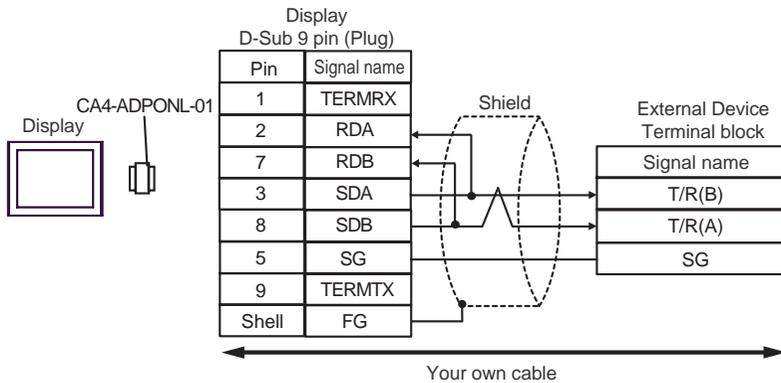 Display
D-Sub 9 pin (Plug)
Pin Signal name
1 TERMRX
2 RDA
7 RDB
3 SDA
8 SDB
5 SG
9 TERMTX
Shell FG
CA4-ADPONL-01
Display
Shield
External Device
Terminal block
Signal name
T/R(B)
T/R(A)
SG
Your own cable